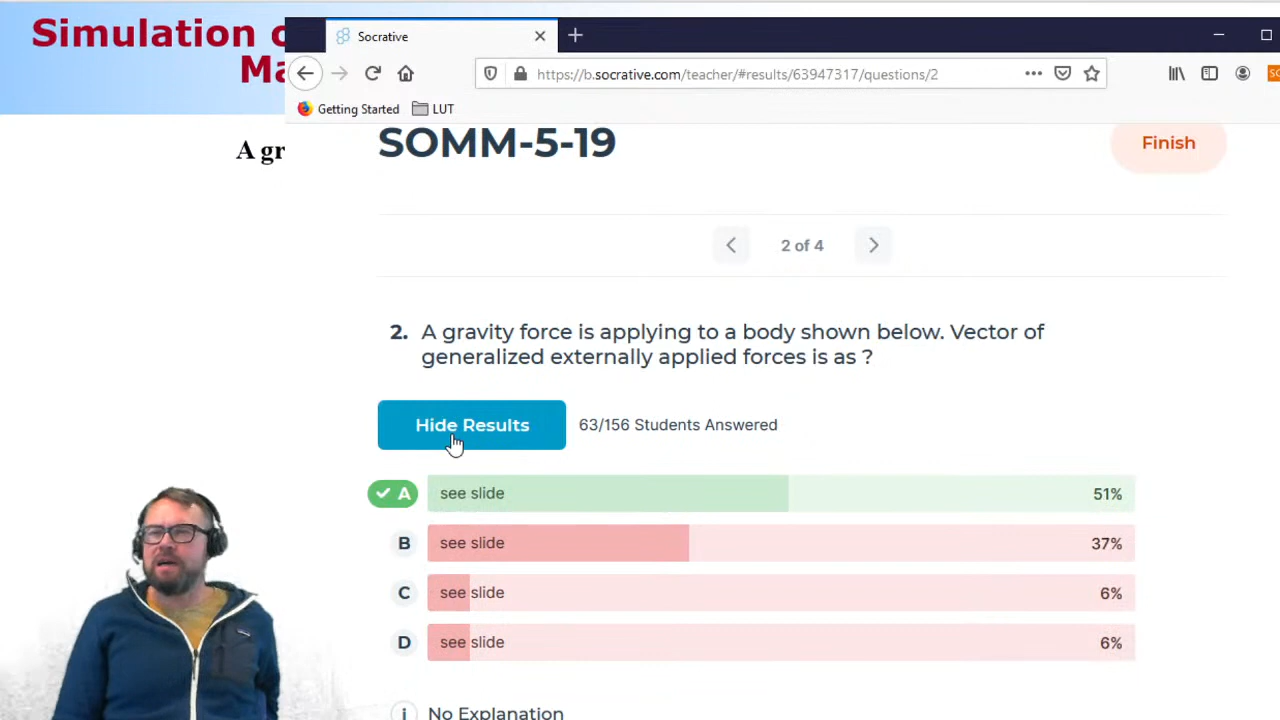 Simulation o
Ma
A gr
Socrative
https://b.socrative.com/teacher/#results/63947317/questions/2
Getting Started
LUT
SOMM-5-19
Finish
2 of 4
2. A gravity force is applying to a body shown below. Vector of
generalized externally applied forces is as ?
Hide Results
63/156 Students Answered
A see slide 51%
B see slide 37%
C see slide 6%
D see slide 6%
No Explanation